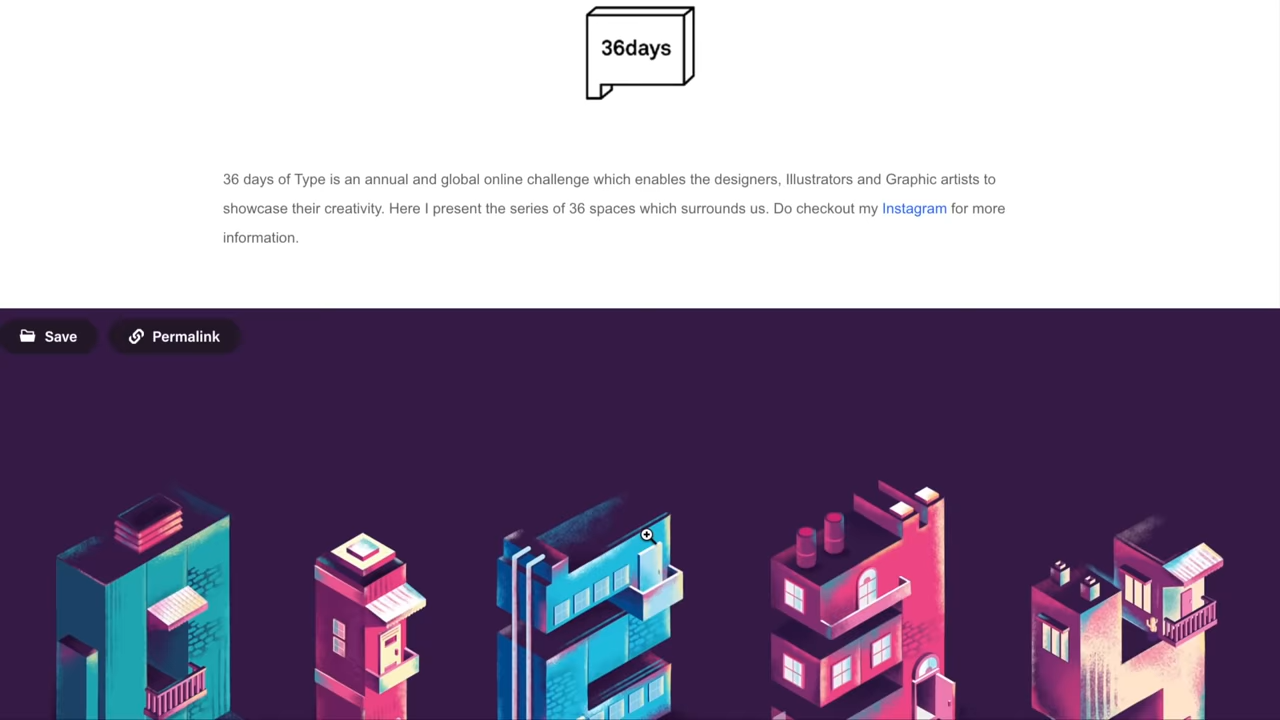 36days
36 days of Type is an annual and global online challenge which enables the designers, Illustrators and Graphic artists to
showcase their creativity. Here I present the series of 36 spaces which surrounds us. Do checkout my Instagram for more
information.
Save
Permalink